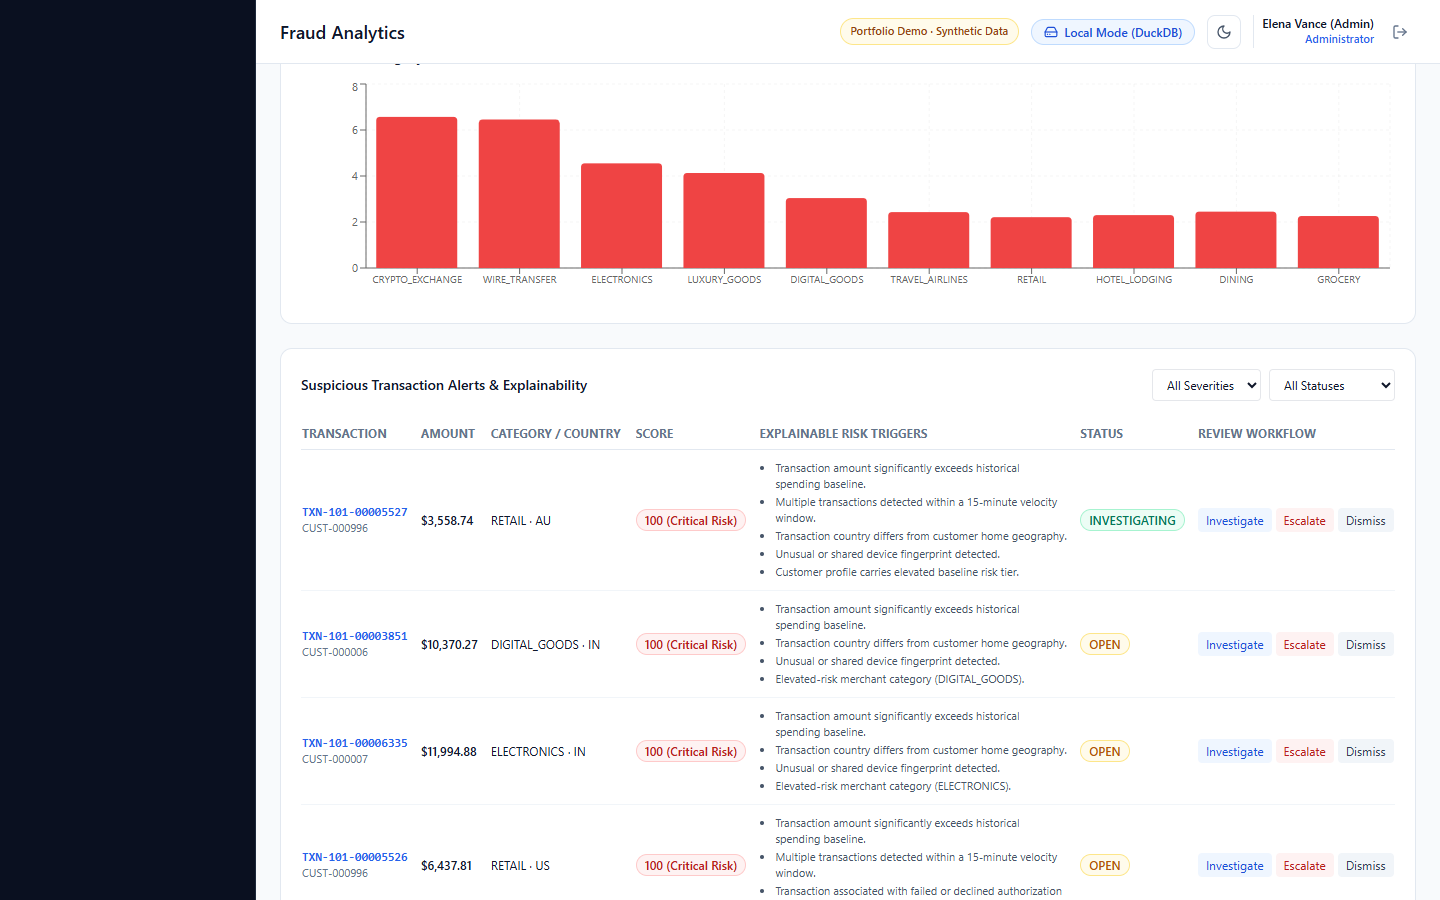 Fraud Analytics
Portfolio Demo · Synthetic Data
Local Mode (DuckDB)
Elena Vance (Admin)
Administrator
8
6
4
2
0
CRYPTO_EXCHANGE WIRE_TRANSFER ELECTRONICS LUXURY_GOODS DIGITAL_GOODS TRAVEL_AIRLINES RETAIL HOTEL_LODGING DINING GROCERY
Suspicious Transaction Alerts & Explainability
All Severities
All Statuses
TRANSACTION AMOUNT CATEGORY / COUNTRY SCORE EXPLAINABLE RISK TRIGGERS STATUS REVIEW WORKFLOW
TXN-101-00005527
CUST-000996
$3,558.74
RETAIL · AU
100 (Critical Risk)
• Transaction amount significantly exceeds historical
spending baseline.
• Multiple transactions detected within a 15-minute velocity
window.
• Transaction country differs from customer home geography.
• Unusual or shared device fingerprint detected.
• Customer profile carries elevated baseline risk tier.
INVESTIGATING
Investigate Escalate Dismiss
TXN-101-00003851
CUST-000006
$10,370.27
DIGITAL_GOODS · IN
100 (Critical Risk)
• Transaction amount significantly exceeds historical
spending baseline.
• Transaction country differs from customer home geography.
• Unusual or shared device fingerprint detected.
• Elevated-risk merchant category (DIGITAL_GOODS).
OPEN
Investigate Escalate Dismiss
TXN-101-00006335
CUST-000007
$11,994.88
ELECTRONICS · IN
100 (Critical Risk)
• Transaction amount significantly exceeds historical
spending baseline.
• Transaction country differs from customer home geography.
• Unusual or shared device fingerprint detected.
• Elevated-risk merchant category (ELECTRONICS).
OPEN
Investigate Escalate Dismiss
TXN-101-00005526
CUST-000996
$6,437.81
RETAIL · US
100 (Critical Risk)
• Transaction amount significantly exceeds historical
spending baseline.
• Multiple transactions detected within a 15-minute velocity
window.
• Transaction associated with failed or declined authorization
OPEN
Investigate Escalate Dismiss